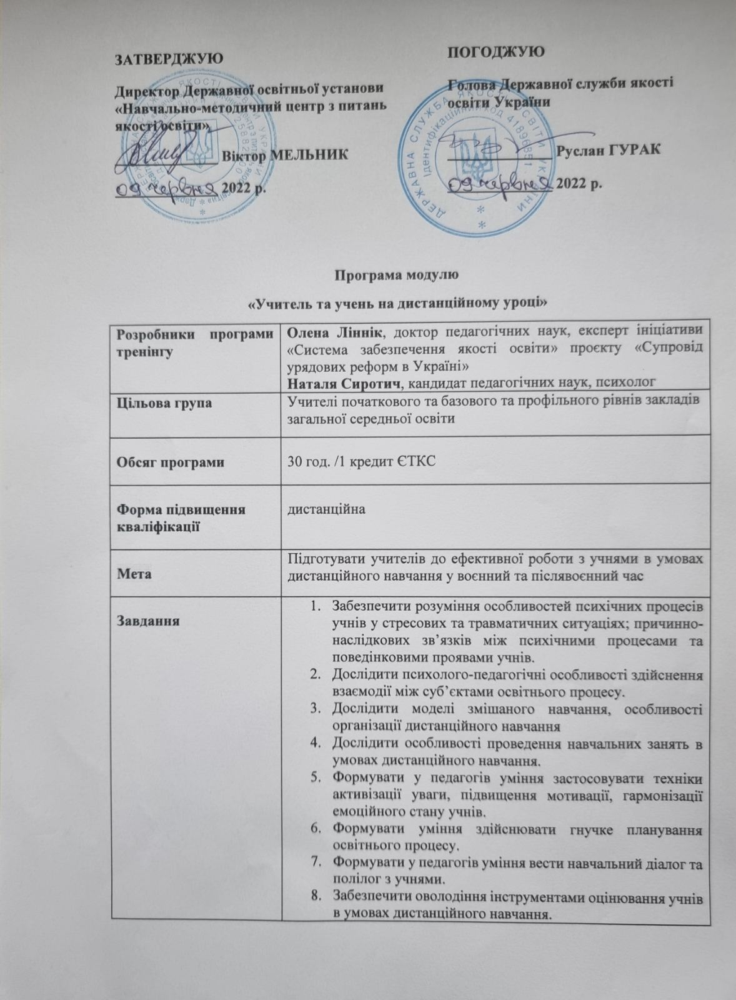 ЗАТВЕРДЖУЮ
Директор Державної освітньої установи
«Навчально-методичний центр з питань
якості освіти»
Віктор МЕЛЬНИК
09 червня 2022 р.
ПОГОДЖУЮ
Голова Державної служби якості
освіти України
Руслан ГУРАК
09 червня 2022 р.
ДЕРЖАВНА СЛУЖБА ЯКОСТІ ОСВІТИ УКРАЇНИ
Ідентифікаційний код 41896851
Програма модулю
«Учитель та учень на дистанційному уроці»
Розробники програми
тренінгу
Олена Ліннік, доктор педагогічних наук, експерт ініціативи
«Система забезпечення якості освіти» проєкту «Супровід
урядових реформ в Україні»
Наталя Сиротич, кандидат педагогічних наук, психолог
Цільова група
Учителі початкового та базового та профільного рівнів закладів
загальної середньої освіти
Обсяг програми
30 год. /1 кредит ЄТКС
Форма підвищення
кваліфікації
дистанційна
Мета
Підготувати учителів до ефективної роботи з учнями в умовах
дистанційного навчання у воєнний та післявоєнний час
Завдання
1. Забезпечити розуміння особливостей психічних процесів
учнів у стресових та травматичних ситуаціях; причинно-
наслідкових зв’язків між психічними процесами та
поведінковими проявами учнів.
2. Дослідити психолого-педагогічні особливості здійснення
взаємодії між суб’єктами освітнього процесу.
3. Дослідити моделі змішаного навчання, особливості
організації дистанційного навчання
4. Дослідити особливості проведення навчальних занять в
умовах дистанційного навчання.
5. Формувати у педагогів уміння застосовувати техніки
активізації уваги, підвищення мотивації, гармонізації
емоційного стану учнів.
6. Формувати уміння здійснювати гнучке планування
освітнього процесу.
7. Формувати у педагогів уміння вести навчальний діалог та
полілог з учнями.
8. Забезпечити оволодіння інструментами оцінювання учнів
в умовах дистанційного навчання.